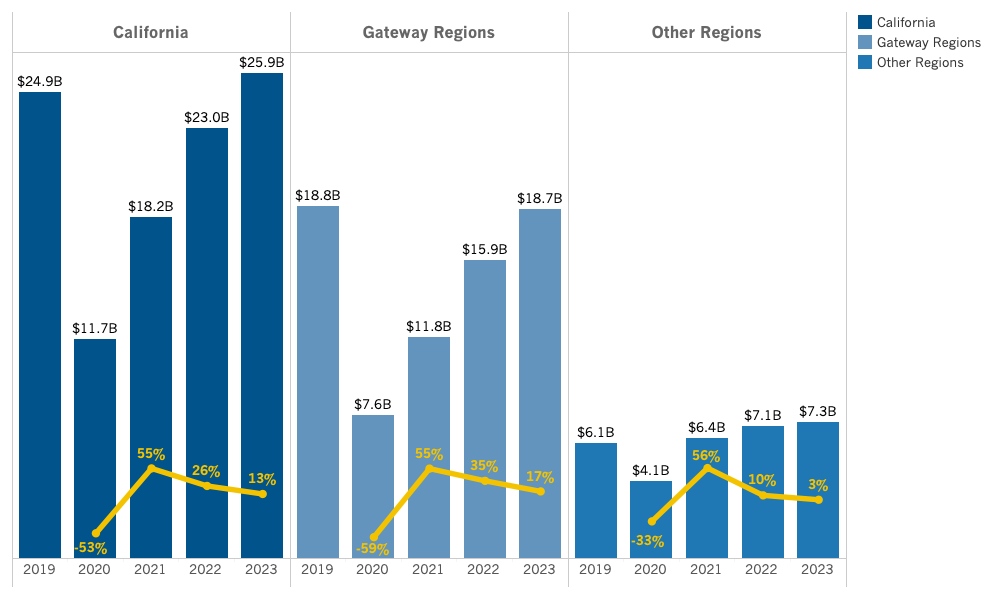 California
Gateway Regions
Other Regions
California
Gateway Regions
Other Regions
$24.9B
$11.7B
$18.2B
$23.0B
$25.9B
-53%
55%
26%
13%
2019
2020
2021
2022
2023
$18.8B
$7.6B
$11.8B
$15.9B
$18.7B
-59%
55%
35%
17%
2019
2020
2021
2022
2023
$6.1B
$4.1B
$6.4B
$7.1B
$7.3B
-33%
56%
10%
3%
2019
2020
2021
2022
2023